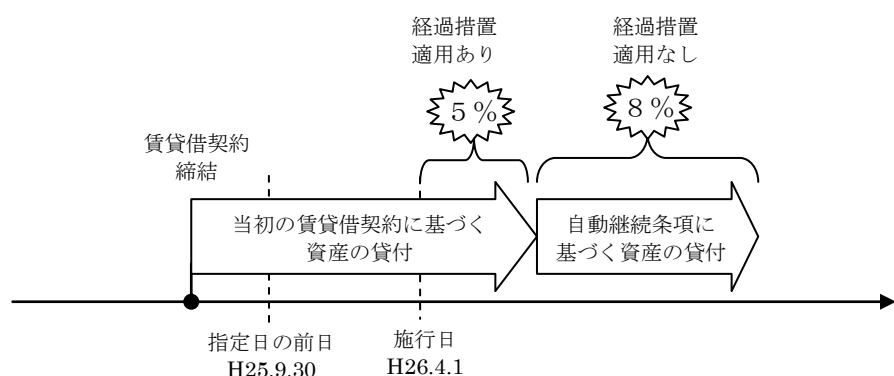 経過措置
適用あり
経過措置
適用なし
５％
８％
賃貸借契約
締結
当初の賃貸借契約に基づく
資産の貸付
自動継続条項に
基づく資産の貸付
指定日の前日
H25.9.30
施行日
H26.4.1